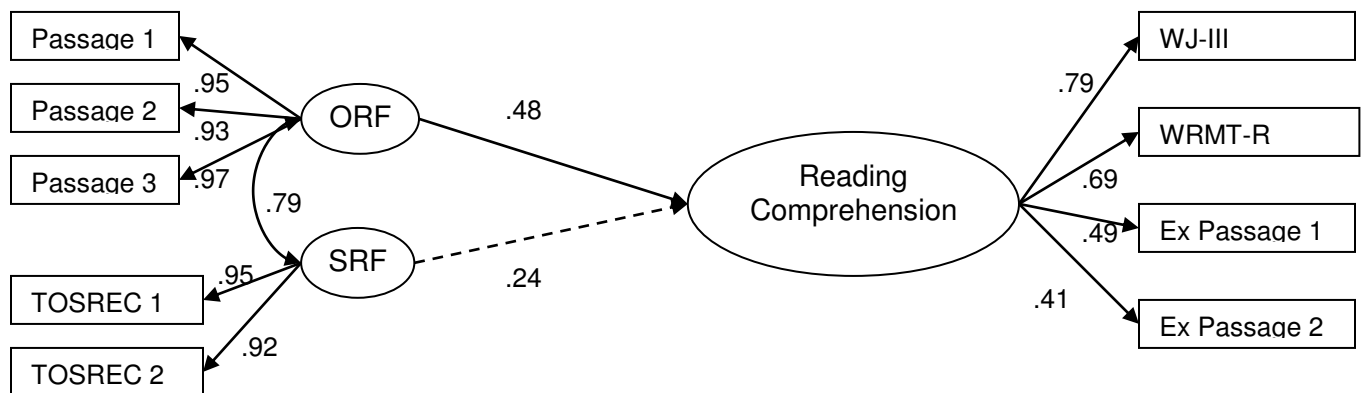 Passage 1
.95
Passage 2
.93
Passage 3
.97
ORF
.79
SRF
.95
TOSREC 1
.92
TOSREC 2
.48
.24
Reading
Comprehension
WJ-III
.79
WRMT-R
.69
Ex Passage 1
.49
Ex Passage 2
.41